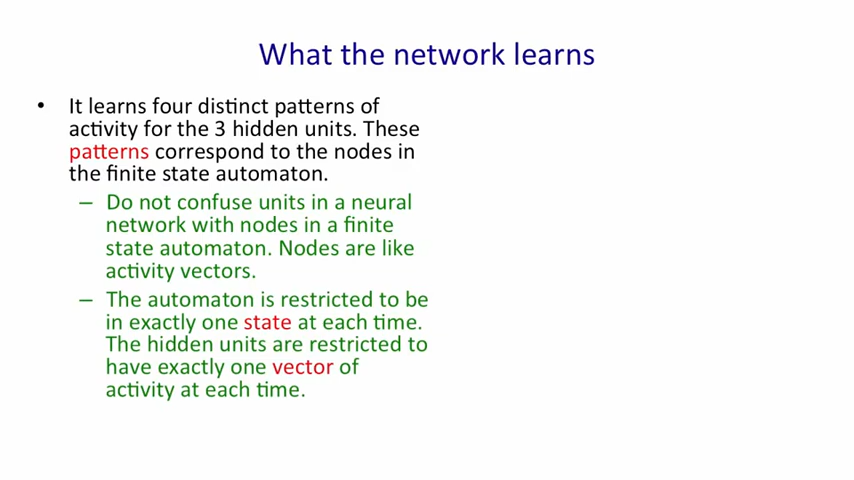 What the network learns
• It learns four distinct patterns of
activity for the 3 hidden units. These
patterns correspond to the nodes in
the finite state automaton.
– Do not confuse units in a neural
network with nodes in a finite
state automaton. Nodes are like
activity vectors.
– The automaton is restricted to be
in exactly one state at each time.
The hidden units are restricted to
have exactly one vector of
activity at each time.